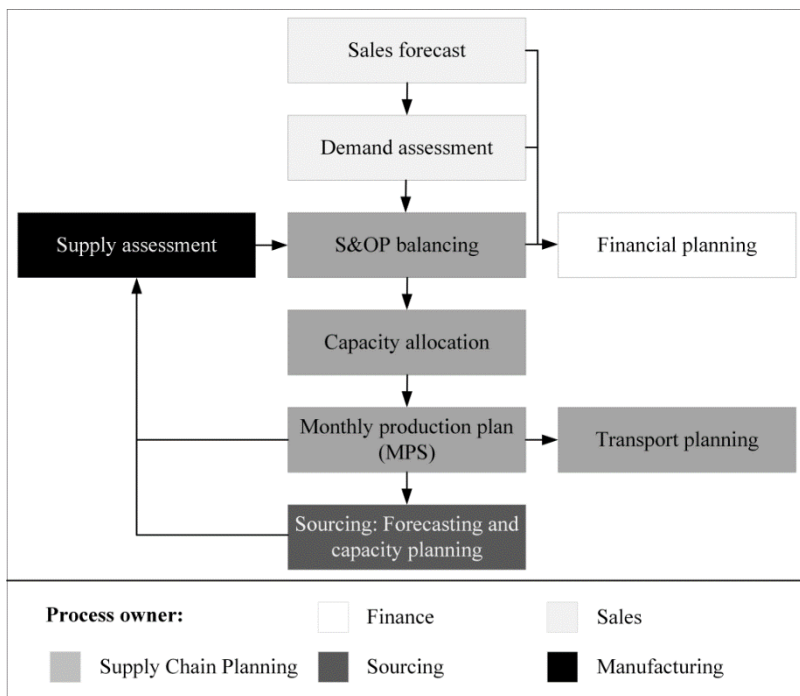 Sales forecast
Demand assessment
Supply assessment
S&OP balancing
Financial planning
Capacity allocation
Monthly production plan
(MPS)
Transport planning
Sourcing: Forecasting and
capacity planning
Process owner:
Finance
Sales
Supply Chain Planning
Sourcing
Manufacturing